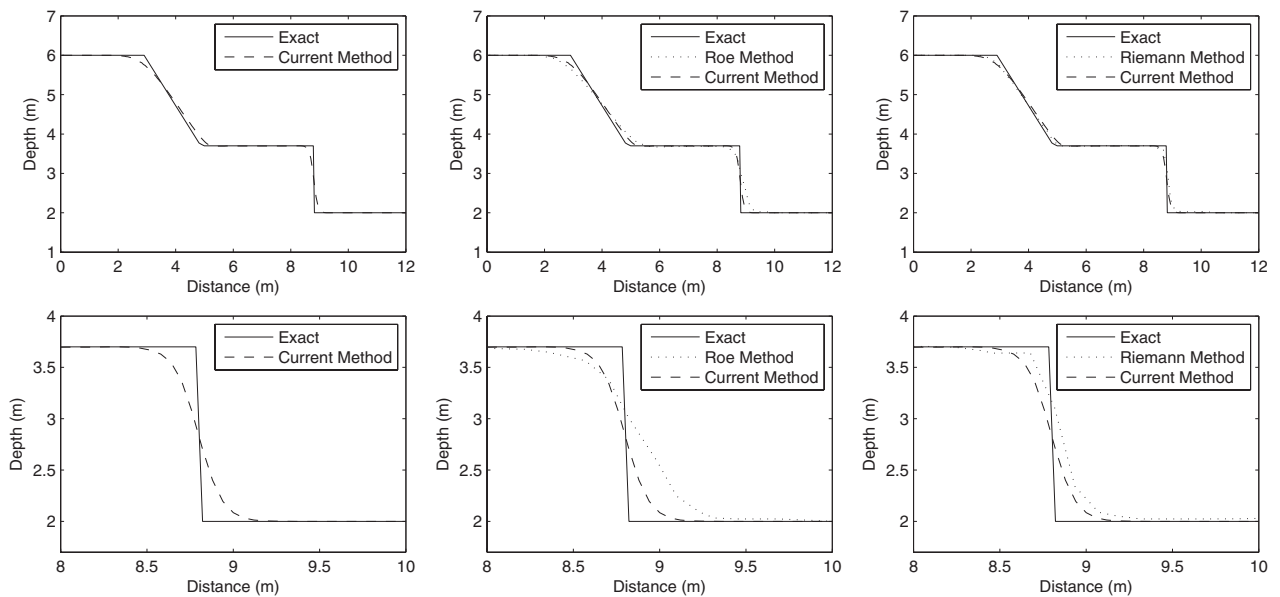 7
6
5
4
3
2
1
0 2 4 6 8 10 12
Depth (m)
Distance (m)
Exact
Current Method
7
6
5
4
3
2
1
0 2 4 6 8 10 12
Depth (m)
Distance (m)
Exact
Roe Method
Current Method
7
6
5
4
3
2
1
0 2 4 6 8 10 12
Depth (m)
Distance (m)
Exact
Riemann Method
Current Method
4
3.5
3
2.5
2
8 8.5 9 9.5 10
Depth (m)
Distance (m)
Exact
Current Method
4
3.5
3
2.5
2
8 8.5 9 9.5 10
Depth (m)
Distance (m)
Exact
Roe Method
Current Method
4
3.5
3
2.5
2
8 8.5 9 9.5 10
Depth (m)
Distance (m)
Exact
Riemann Method
Current Method